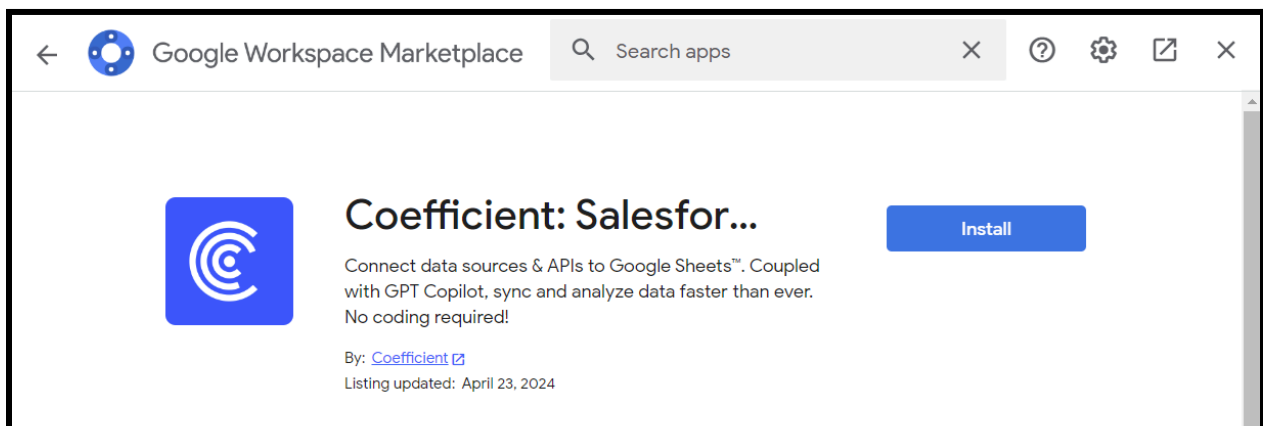 Google Workspace Marketplace
Search apps
Coefficient: Salesfor...
Install
Connect data sources & APIs to Google Sheets™. Coupled
with GPT Copilot, sync and analyze data faster than ever.
No coding required!
By: Coefficient
Listing updated: April 23, 2024